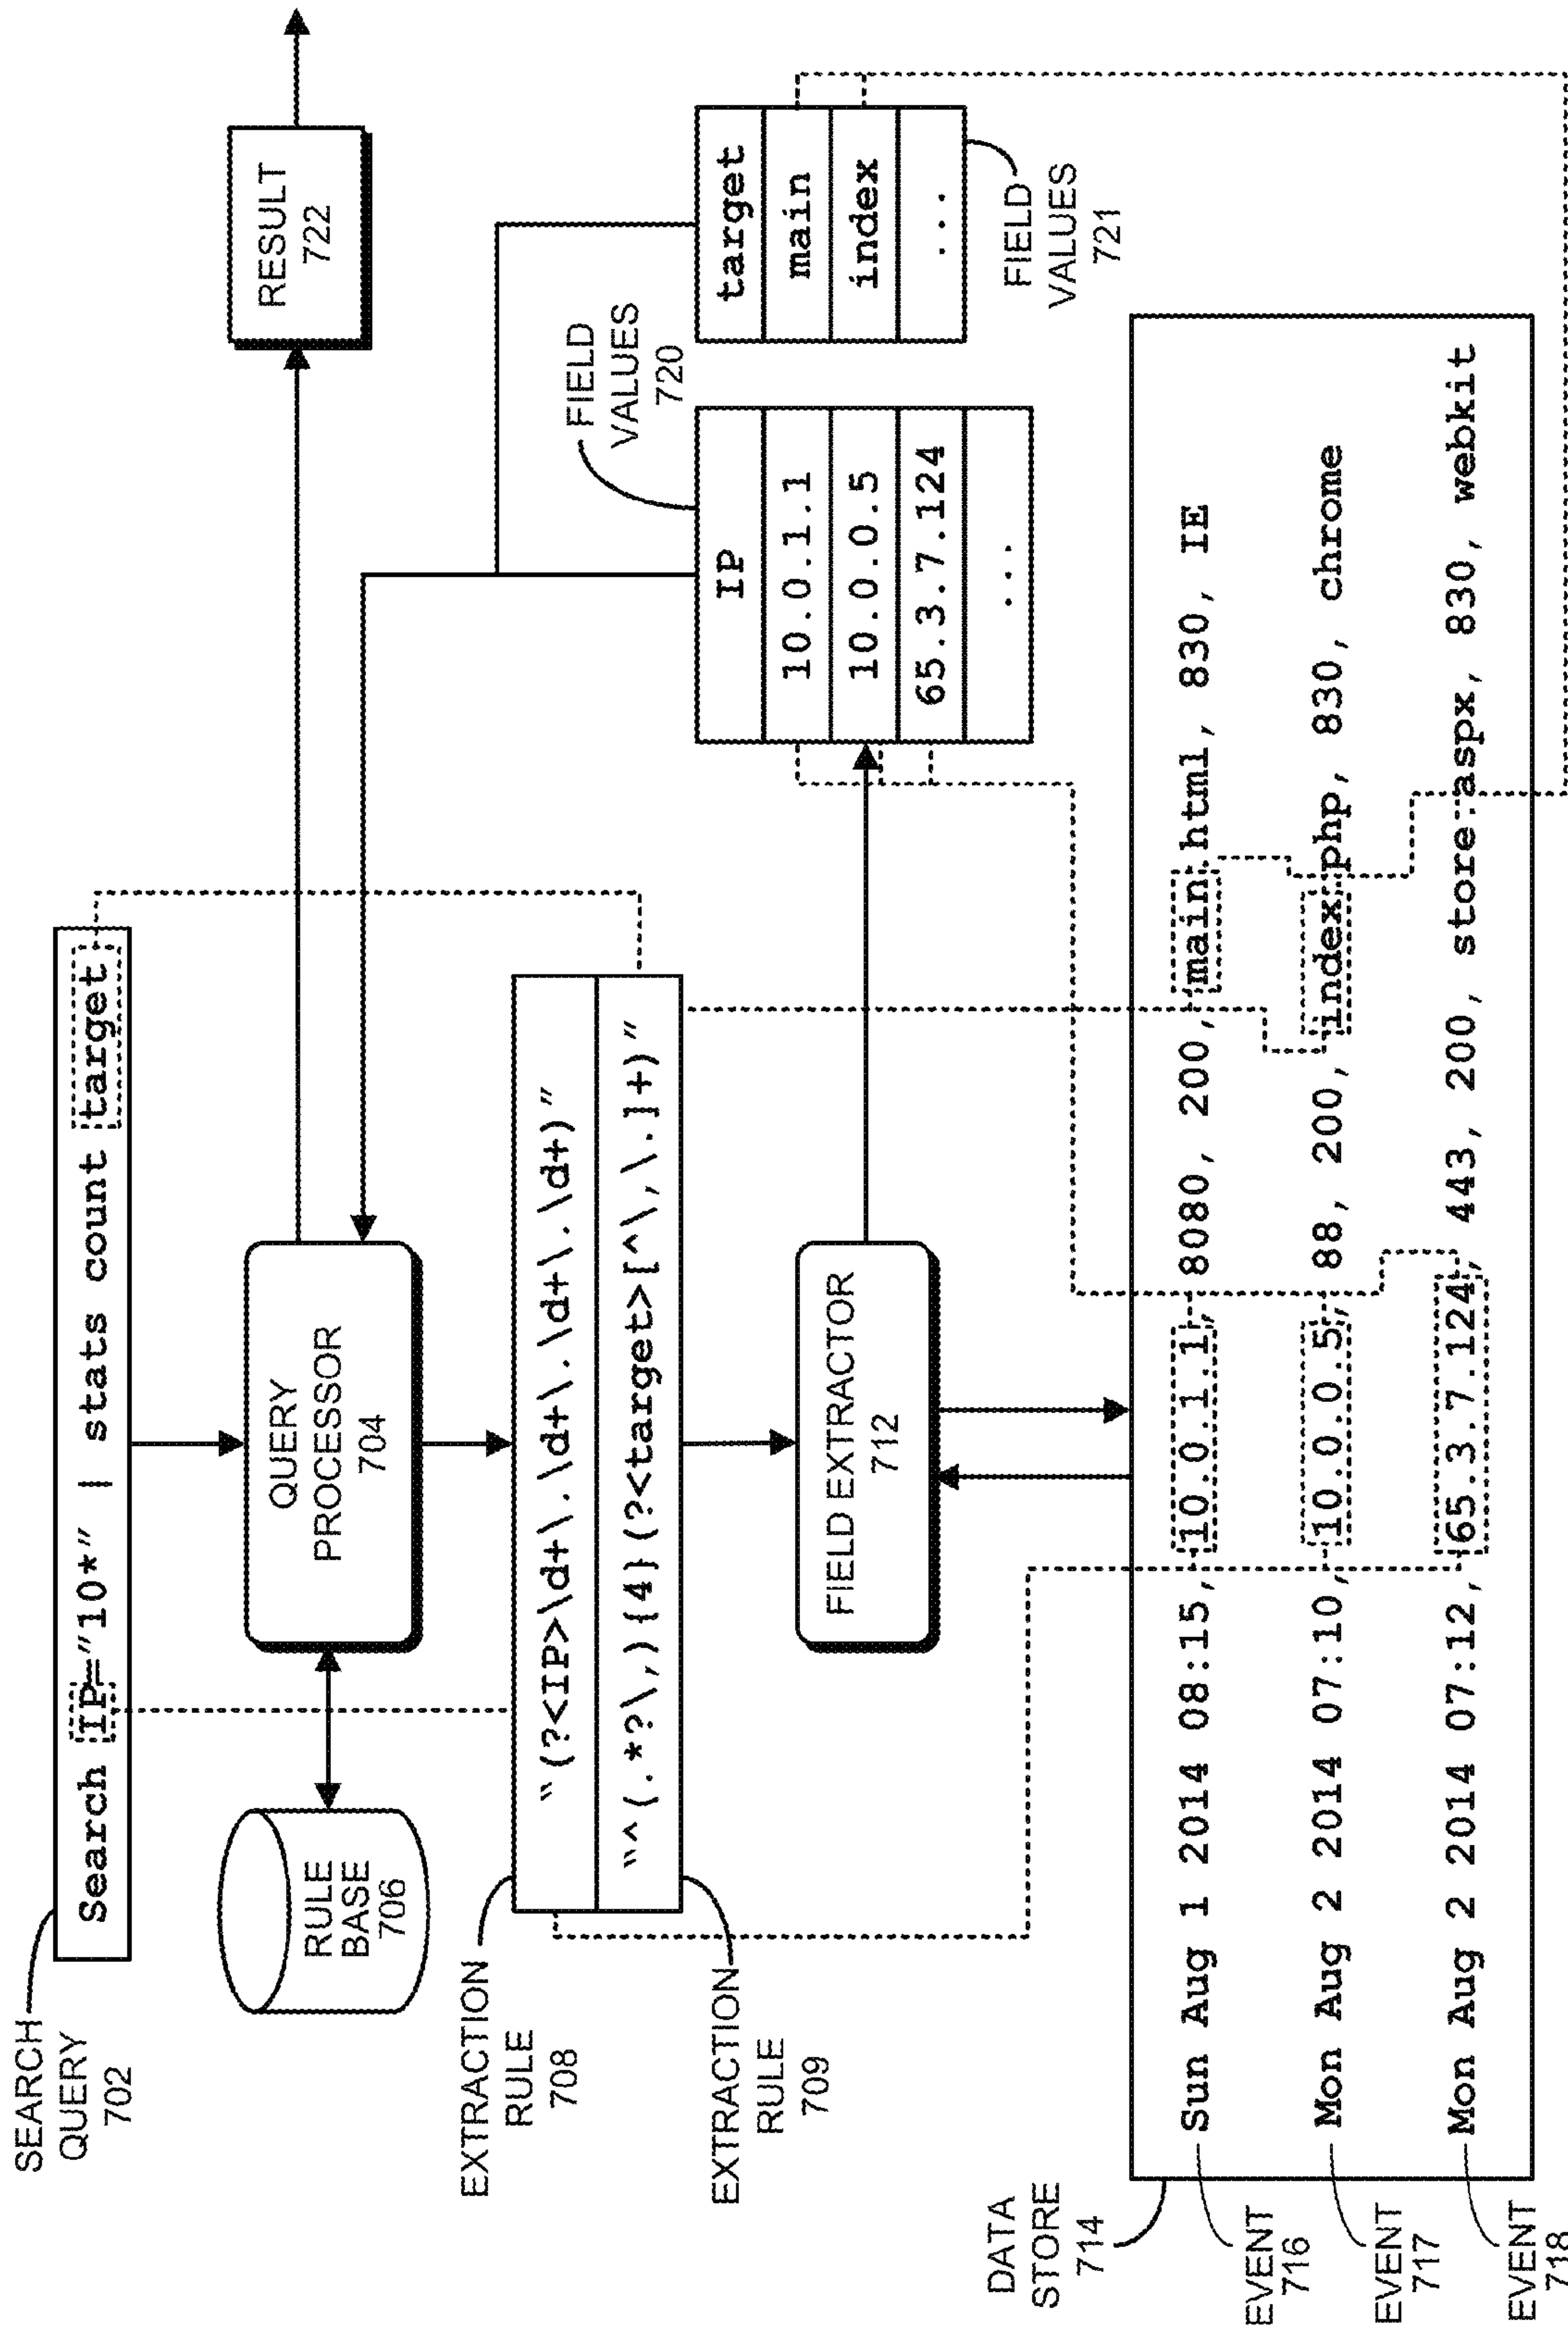 SEARCH
QUERY
702
Search IP="10*" | stats count target
RULE
BASE
706
QUERY
PROCESSOR
704
RESULT
722
EXTRACTION
RULE
708
"(?<IP>\d+\.\d+\.\d+\.\d+)"
"^(.*?\,){4}(?<target>[^\,\.]+)"
EXTRACTION
RULE
709
FIELD EXTRACTOR
712
FIELD
VALUES
720
IP
10.0.1.1
10.0.0.5
65.3.7.124
...
target
main
index
...
FIELD
VALUES
721
DATA
STORE
714
EVENT
716
Sun Aug 1 2014 08:15, 10.0.1.1, 8080, 200, main.html, 830, IE
EVENT
717
Mon Aug 2 2014 07:10, 10.0.0.5, 88, 200, index.php, 830, chrome
EVENT
718
Mon Aug 2 2014 07:12, 65.3.7.124, 443, 200, store.aspx, 830, webkit